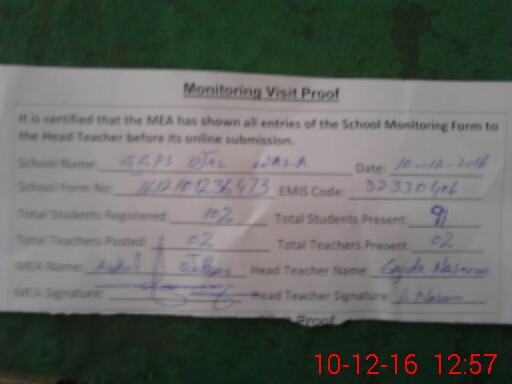 Monitoring Visit Proof
It is certified that the MEA has shown all entries of the School Monitoring Form to
the Head Teacher before its online submission.
School Name: GGPS Date: 10-12-2016
School Form No: EMIS Code:
Total Students Registered: 102 Total Students Present: 91
Total Teachers Posted: 02 Total Teachers Present: 02
MEA Name: Head Teacher Name: Sajida
MEA Signature: Head Teacher Signature:
Proof
10-12-16 12:57